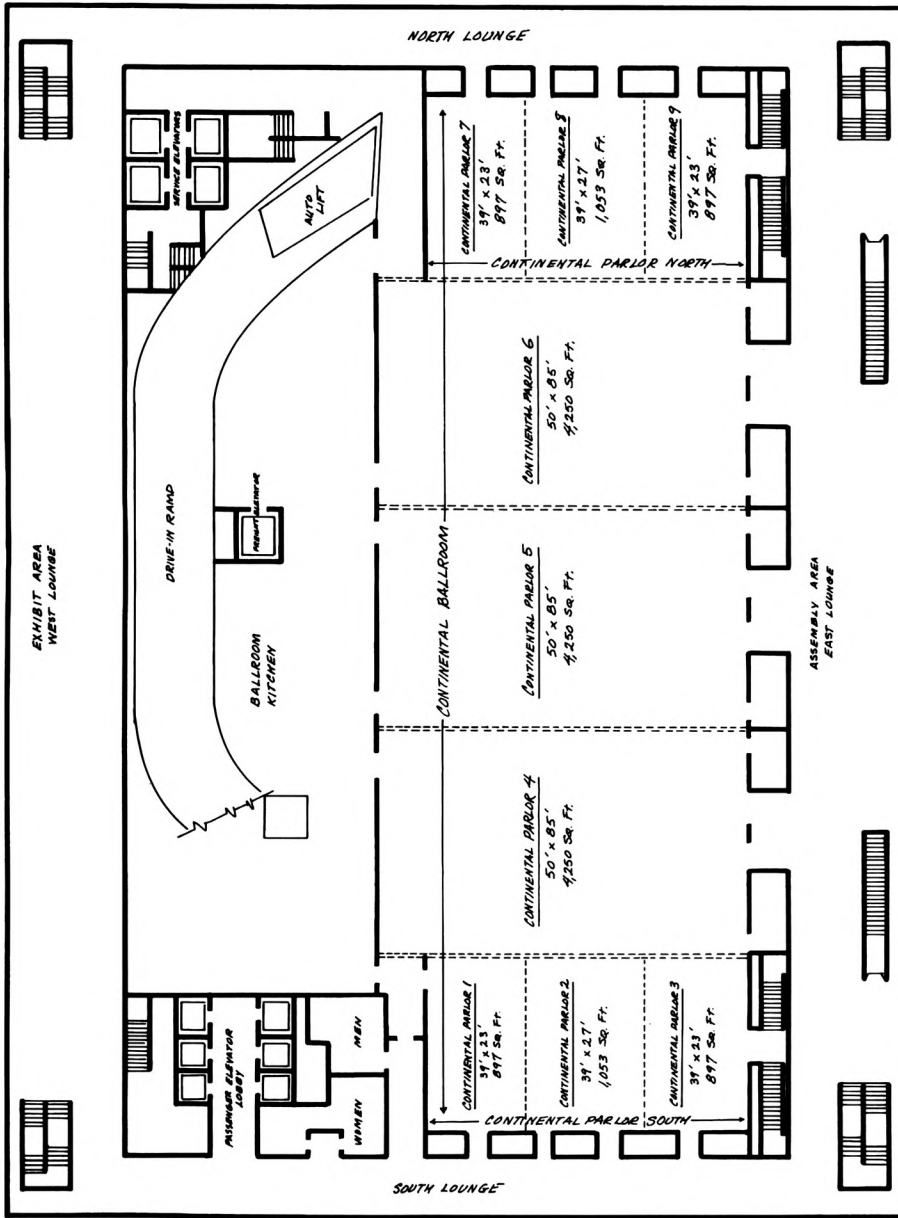 NORTH LOUNGE
SERVICE ELEVATORS
AUTO
LIFT
CONTINENTAL PARLOR 7
39' x 23'
897 Sq. Ft.
CONTINENTAL PARLOR 8
39' x 27'
1,053 Sq. Ft.
CONTINENTAL PARLOR 9
39' x 23'
897 Sq. Ft.
CONTINENTAL PARLOR NORTH
EXHIBIT AREA
WEST LOUNGE
DRIVE-IN RAMP
FREIGHT ELEVATOR
BALLROOM
KITCHEN
CONTINENTAL BALLROOM
CONTINENTAL PARLOR 6
50' x 85'
4,250 Sq. Ft.
CONTINENTAL PARLOR 5
50' x 85'
4,250 Sq. Ft.
CONTINENTAL PARLOR 4
50' x 85'
4,250 Sq. Ft.
ASSEMBLY AREA
EAST LOUNGE
PASSENGER ELEVATOR
LOBBY
MEN
WOMEN
CONTINENTAL PARLOR 1
39' x 23'
897 Sq. Ft.
CONTINENTAL PARLOR 2
39' x 27'
1,053 Sq. Ft.
CONTINENTAL PARLOR 3
39' x 23'
897 Sq. Ft.
CONTINENTAL PARLOR SOUTH
SOUTH LOUNGE